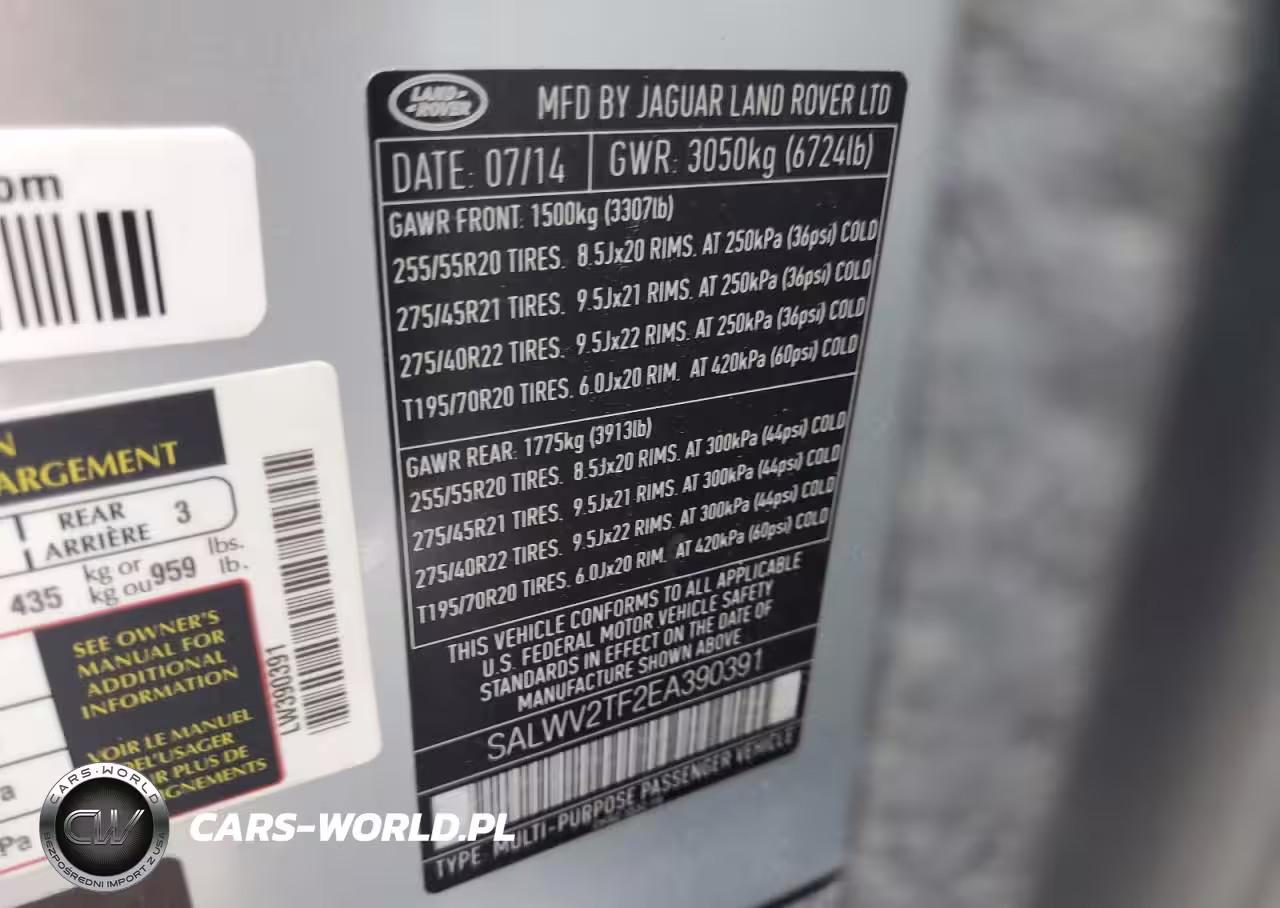 LAND-
-ROVER
MFD BY JAGUAR LAND ROVER LTD
DATE: 07/14
GWR: 3050kg (6724lb)
GAWR FRONT: 1500kg (3307lb)
255/55R20 TIRES. 8.5Jx20 RIMS. AT 250kPa (36psi) COLD
275/45R21 TIRES. 9.5Jx21 RIMS. AT 250kPa (36psi) COLD
275/40R22 TIRES. 9.5Jx22 RIMS. AT 250kPa (36psi) COLD
T195/70R20 TIRES. 6.0Jx20 RIM. AT 420kPa (60psi) COLD
GAWR REAR: 1775kg (3913lb)
255/55R20 TIRES. 8.5Jx20 RIMS. AT 300kPa (44psi) COLD
275/45R21 TIRES. 9.5Jx21 RIMS. AT 300kPa (44psi) COLD
275/40R22 TIRES. 9.5Jx22 RIMS. AT 300kPa (44psi) COLD
T195/70R20 TIRES. 6.0Jx20 RIM. AT 420kPa (60psi) COLD
THIS VEHICLE CONFORMS TO ALL APPLICABLE
U.S. FEDERAL MOTOR VEHICLE SAFETY
STANDARDS IN EFFECT ON THE DATE OF
MANUFACTURE SHOWN ABOVE
SALWV2TF2EA390391
TYPE: MULTI-PURPOSE PASSENGER VEHICLE
om
N
ARGEMENT
REAR 3
ARRIÈRE
435 kg or 959 lbs.
kg ou lb.
SEE OWNER'S
MANUAL FOR
ADDITIONAL
INFORMATION
VOIR LE MANUEL
DEL'USAGER
R PLUS DE
GNEMENTS
LW390391
a
Pa
CARS-WORLD
CW
BEZPOŚREDNI IMPORT Z USA
CARS-WORLD.PL